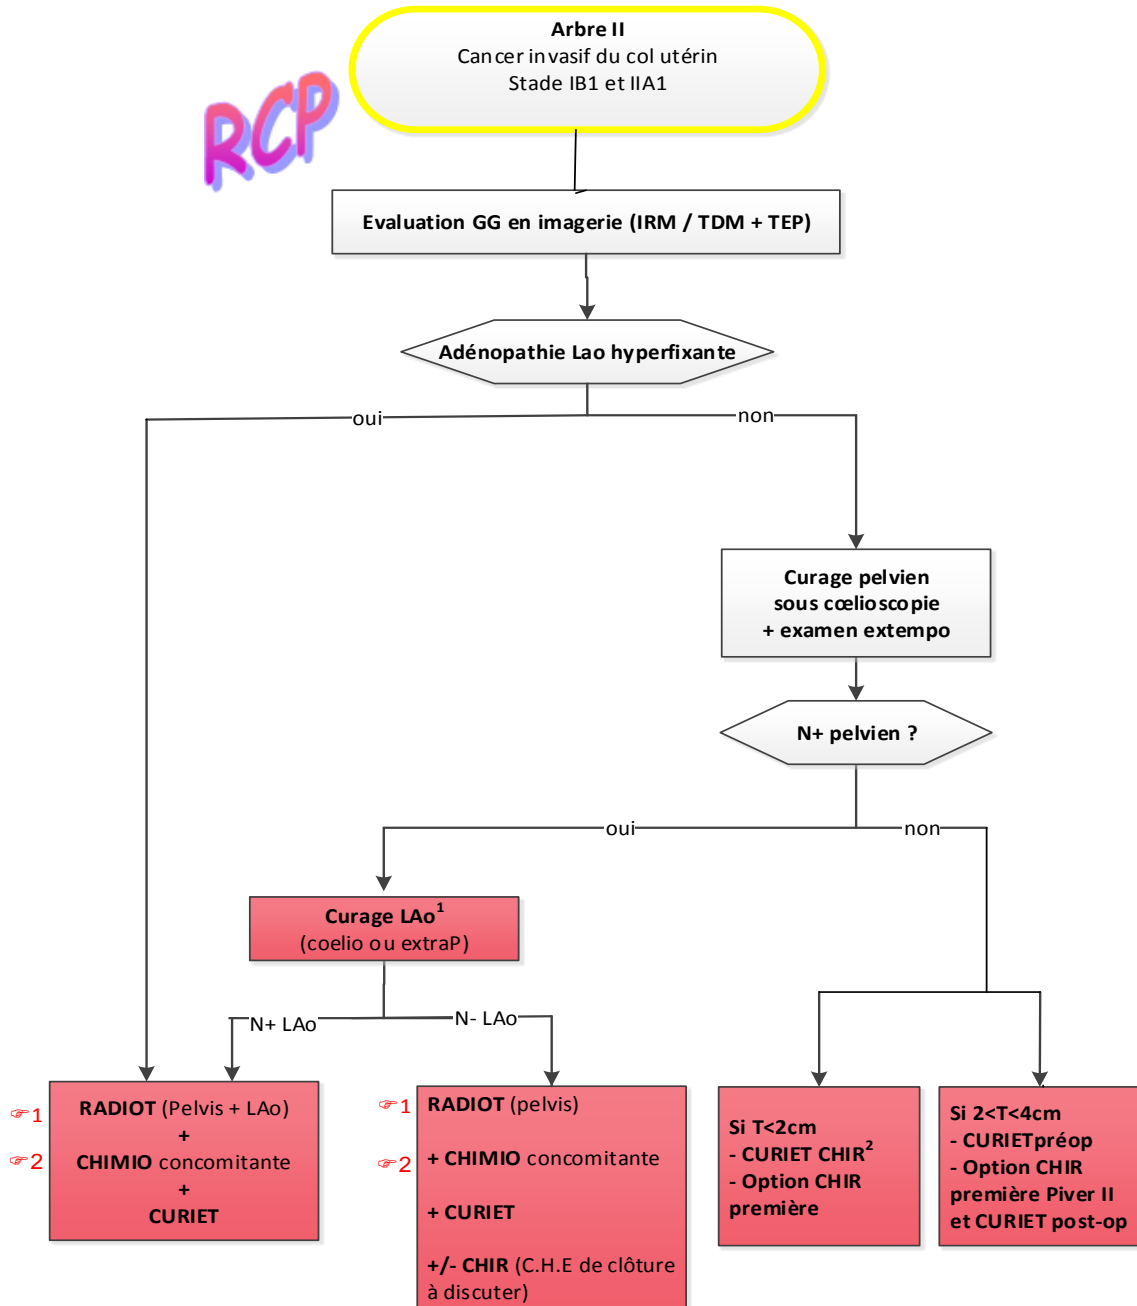 Arbre II
Cancer invasif du col utérin
Stade IB1 et IIA1
RCP
Evaluation GG en imagerie (IRM / TDM + TEP)
Adénopathie Lao hyperfixante
oui
non
Curage pelvien
sous cœlioscopie
+ examen extempo
N+ pelvien ?
oui
non
Curage LAo1
(coelio ou extraP)
N+ LAo
N- LAo
☞1
RADIOT (Pelvis + LAo)
+
☞2
CHIMIO concomitante
+
CURIET
☞1
RADIOT (pelvis)
☞2
+ CHIMIO concomitante
+ CURIET
+/- CHIR (C.H.E de clôture
à discuter)
Si T<2cm
- CURIET CHIR2
- Option CHIR
première
Si 2<T<4cm
- CURIETpréop
- Option CHIR
première Piver II
et CURIET post-op